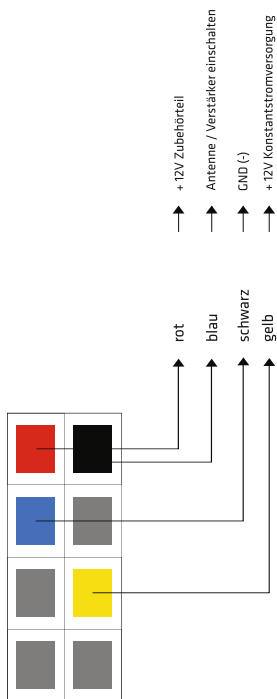 rot
+ 12V Zubehörteil
blau
Antenne / Verstärker einschalten
schwarz
GND (-)
gelb
+ 12V Konstantstromversorgung